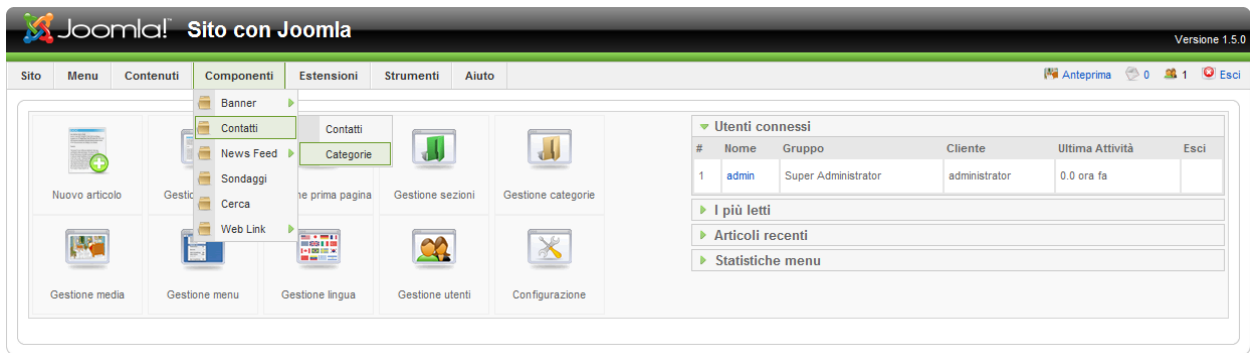 Joomla!™ Sito con Joomla
Versione 1.5.0
Sito Menu Contenuti Componenti Estensioni Strumenti Aiuto Anteprima 0 1 Esci
Banner
Contatti
News Feed
Sondaggi
Cerca
Web Link
Contatti
Categorie
Nuovo articolo
prima pagina
Gestione sezioni
Gestione categorie
Gestione media
Gestione menu
Gestione lingua
Gestione utenti
Configurazione
Utenti connessi
# Nome Gruppo Cliente Ultima Attività Esci
1 admin Super Administrator administrator 0.0 ora fa
I più letti
Articoli recenti
Statistiche menu